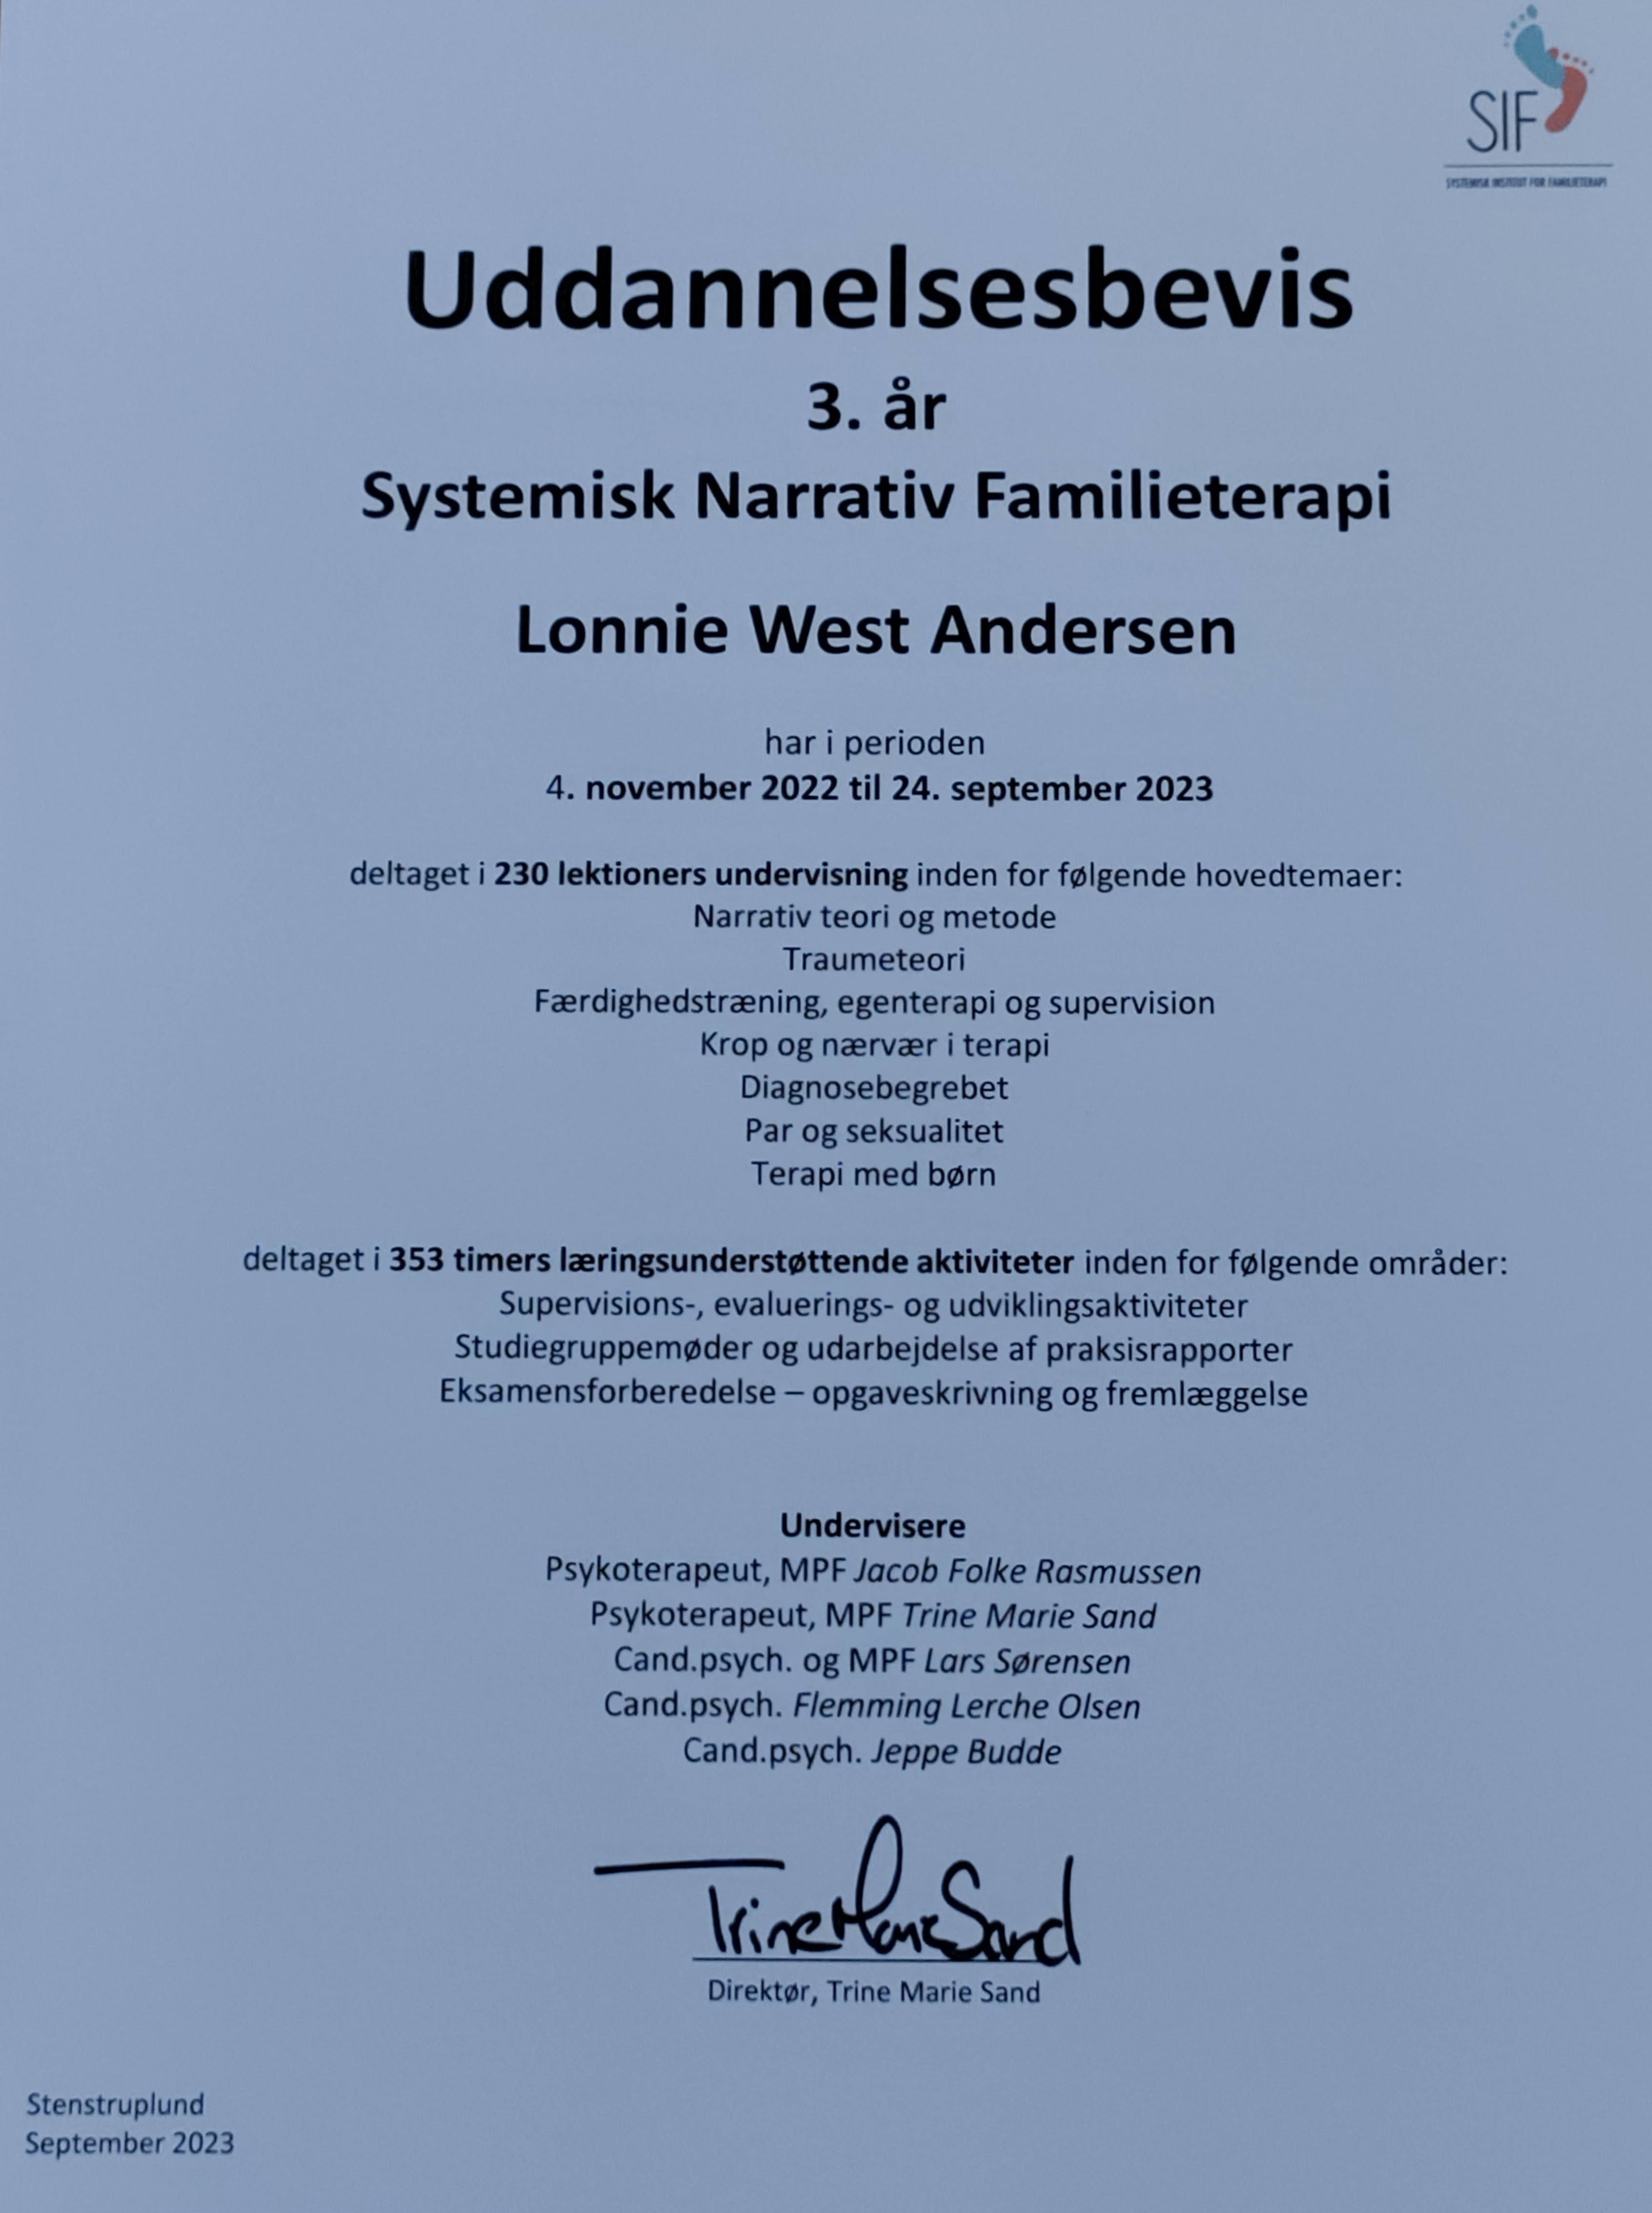 SIF
SYSTEMISK INSTITUT FOR FAMILIETERAPI
Uddannelsesbevis
3. år
Systemisk Narrativ Familieterapi
Lonnie West Andersen
har i perioden
4. november 2022 til 24. september 2023
deltaget i 230 lektioners undervisning inden for følgende hovedtemaer:
Narrativ teori og metode
Traumeteori
Færdighedstræning, egenterapi og supervision
Krop og nærvær i terapi
Diagnosebegrebet
Par og seksualitet
Terapi med børn
deltaget i 353 timers læringsunderstøttende aktiviteter inden for følgende områder:
Supervisions-, evaluerings- og udviklingsaktiviteter
Studiegruppemøder og udarbejdelse af praksisrapporter
Eksamensforberedelse – opgaveskrivning og fremlæggelse
Undervisere
Psykoterapeut, MPF Jacob Folke Rasmussen
Psykoterapeut, MPF Trine Marie Sand
Cand.psych. og MPF Lars Sørensen
Cand.psych. Flemming Lerche Olsen
Cand.psych. Jeppe Budde
Trine Marie Sand
Direktør, Trine Marie Sand
Stenstruplund
September 2023